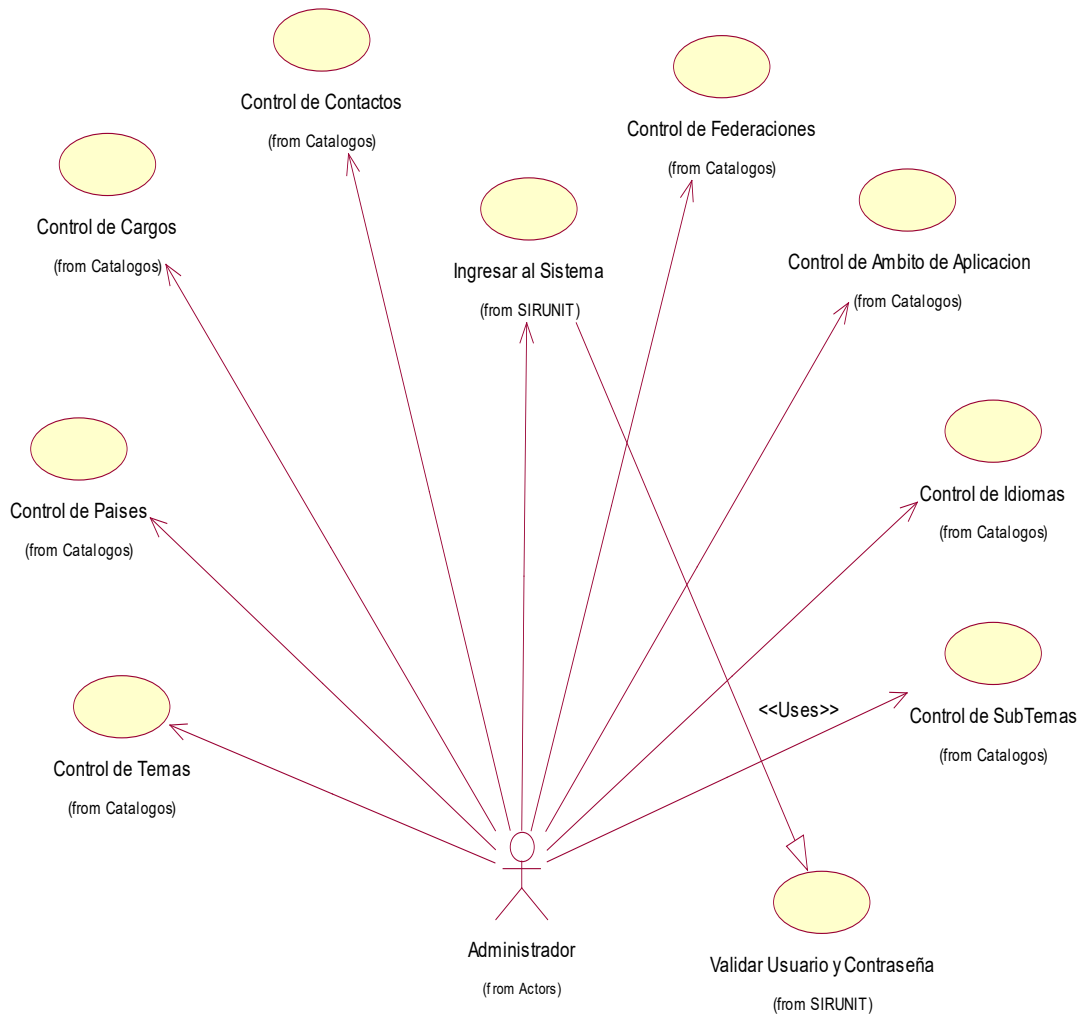 Control de Contactos
(from Catalogos)
Control de Federaciones
(from Catalogos)
Control de Cargos
(from Catalogos)
Ingresar al Sistema
(from SIRUNIT)
Control de Ambito de Aplicacion
(from Catalogos)
Control de Paises
(from Catalogos)
Control de Idiomas
(from Catalogos)
<<Uses>>
Control de SubTemas
(from Catalogos)
Control de Temas
(from Catalogos)
Administrador
(from Actors)
Validar Usuario y Contraseña
(from SIRUNIT)